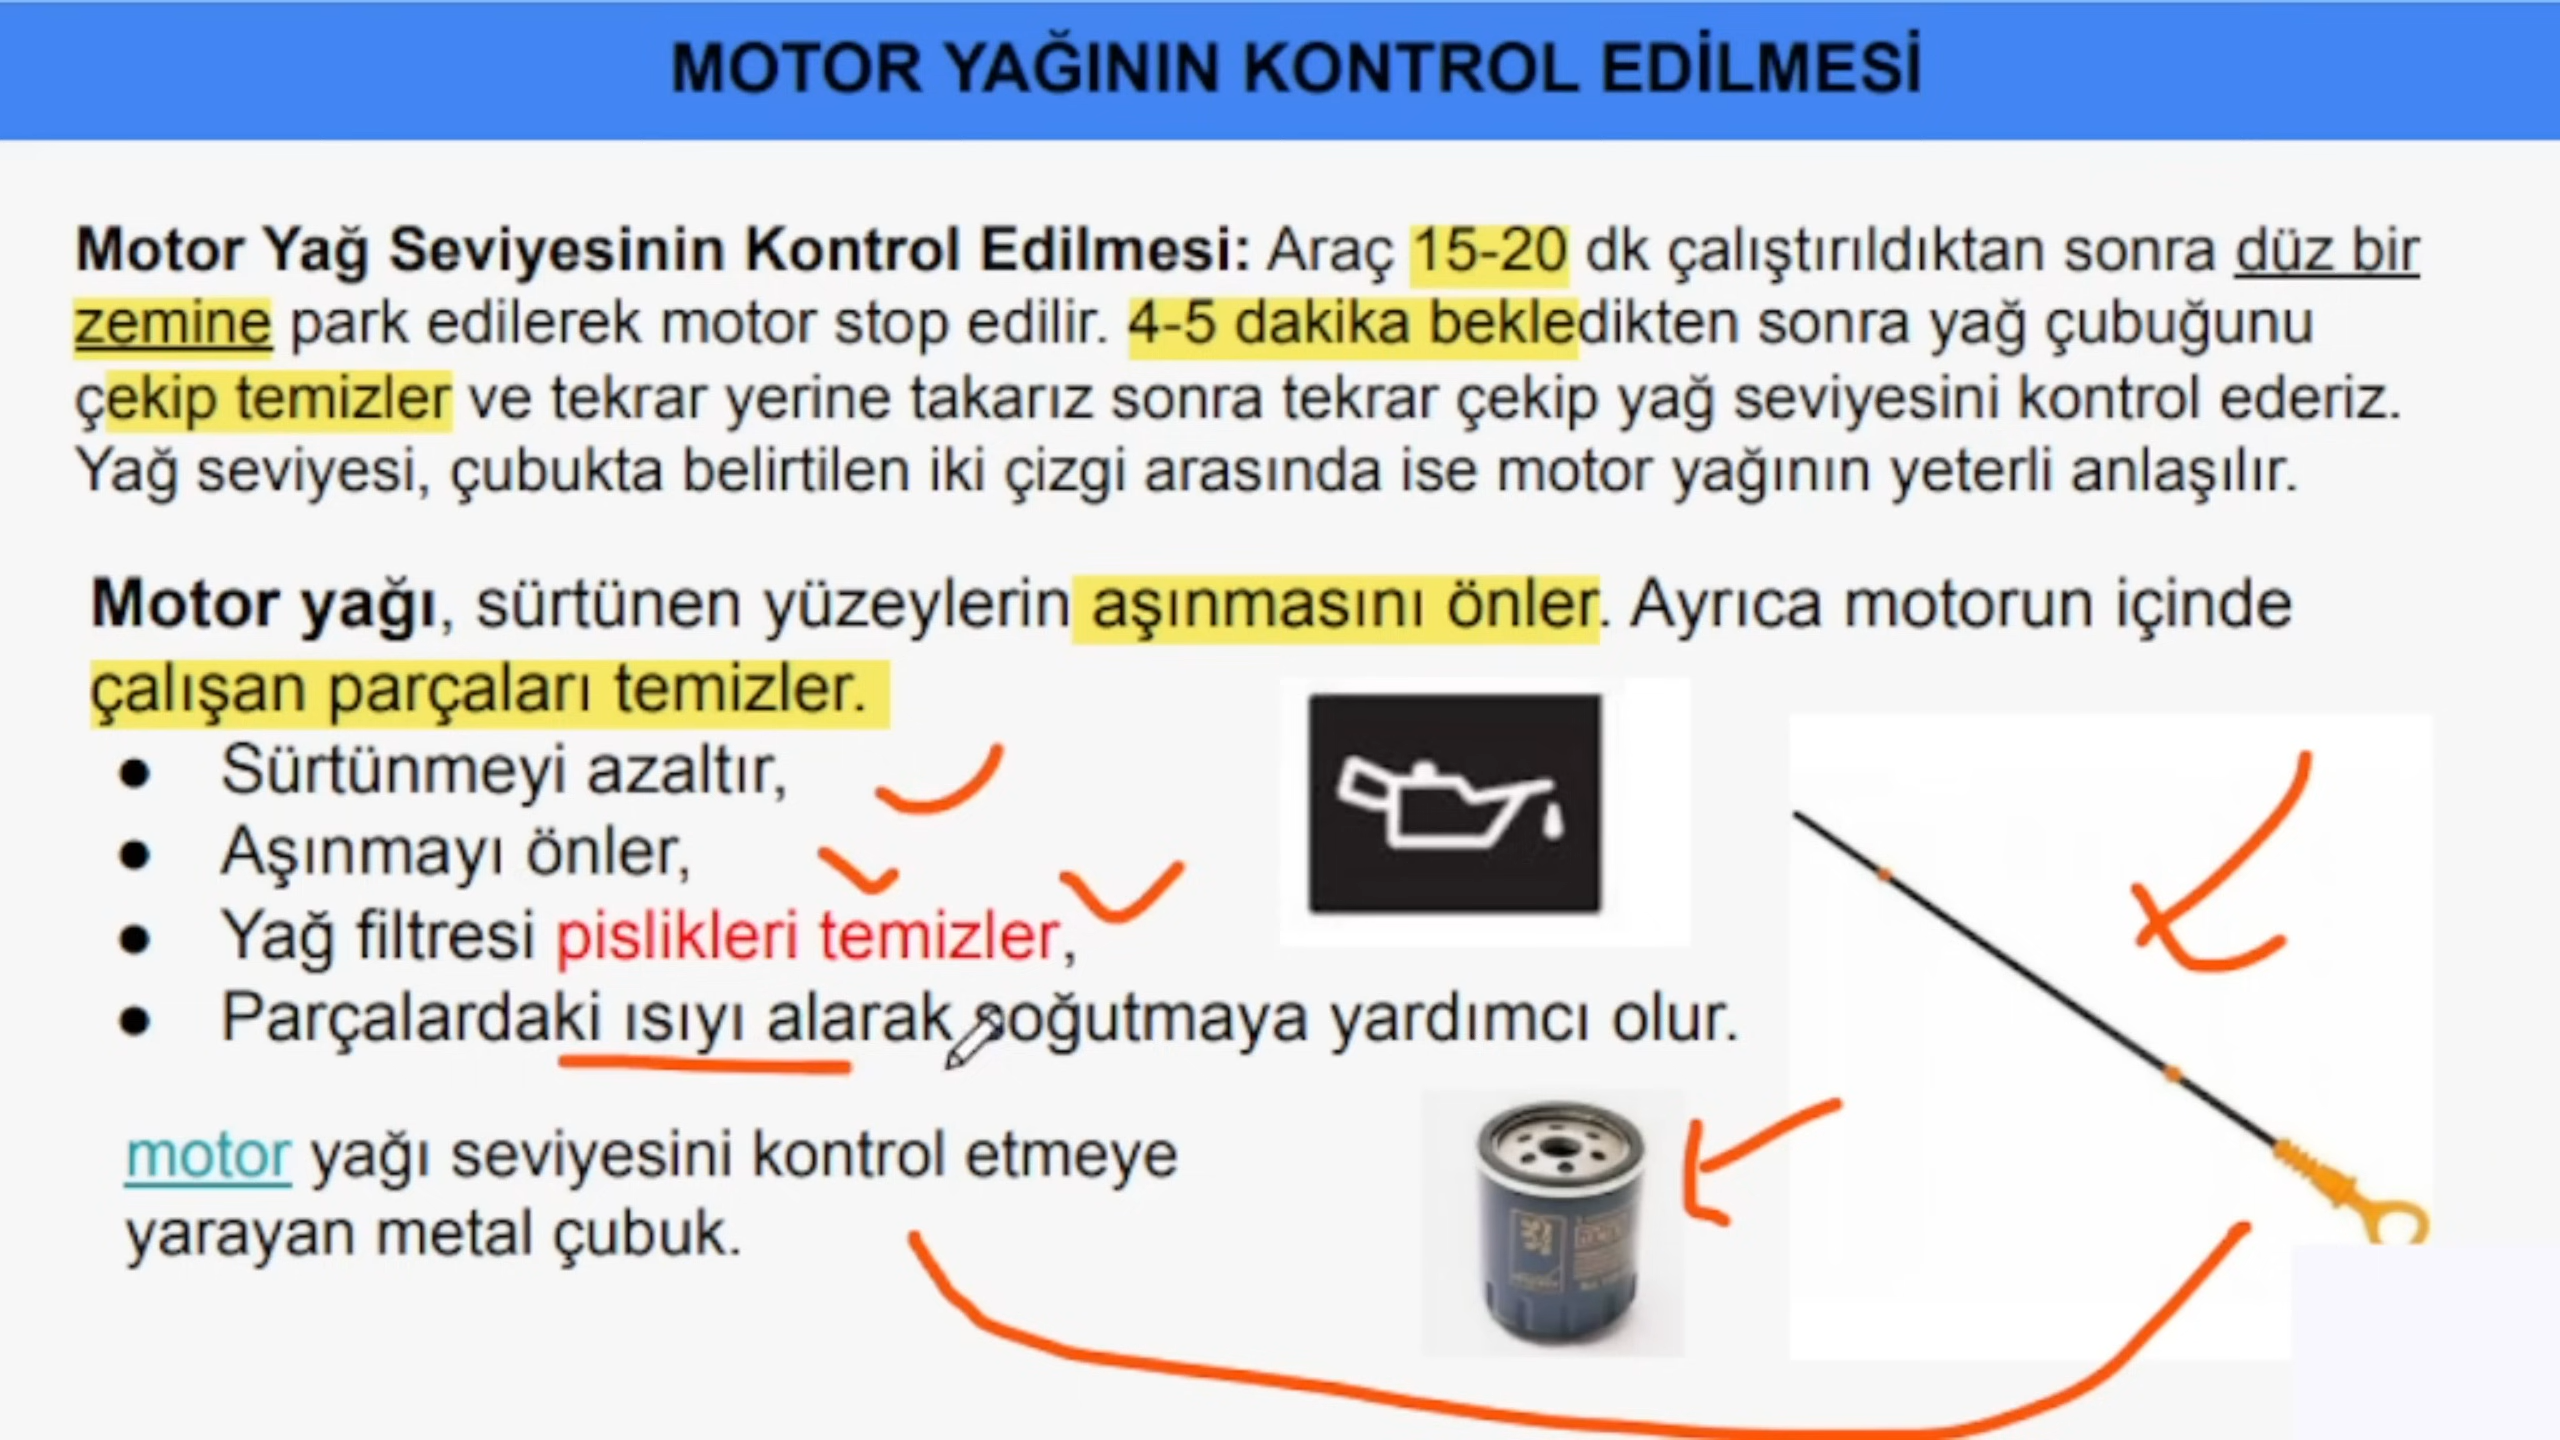 MOTOR YAĞININ KONTROL EDİLMESİ
Motor Yağ Seviyesinin Kontrol Edilmesi: Araç 15-20 dk çalıştırıldıktan sonra düz bir
zemine park edilerek motor stop edilir. 4-5 dakika bekledikten sonra yağ çubuğunu
çekip temizler ve tekrar yerine takarız sonra tekrar çekip yağ seviyesini kontrol ederiz.
Yağ seviyesi, çubukta belirtilen iki çizgi arasında ise motor yağının yeterli anlaşılır.
Motor yağı, sürtünen yüzeylerin aşınmasını önler. Ayrıca motorun içinde
çalışan parçaları temizler.
● Sürtünmeyi azaltır,
● Aşınmayı önler,
● Yağ filtresi pislikleri temizler,
● Parçalardaki ısıyı alarak soğutmaya yardımcı olur.
motor yağı seviyesini kontrol etmeye
yarayan metal çubuk.